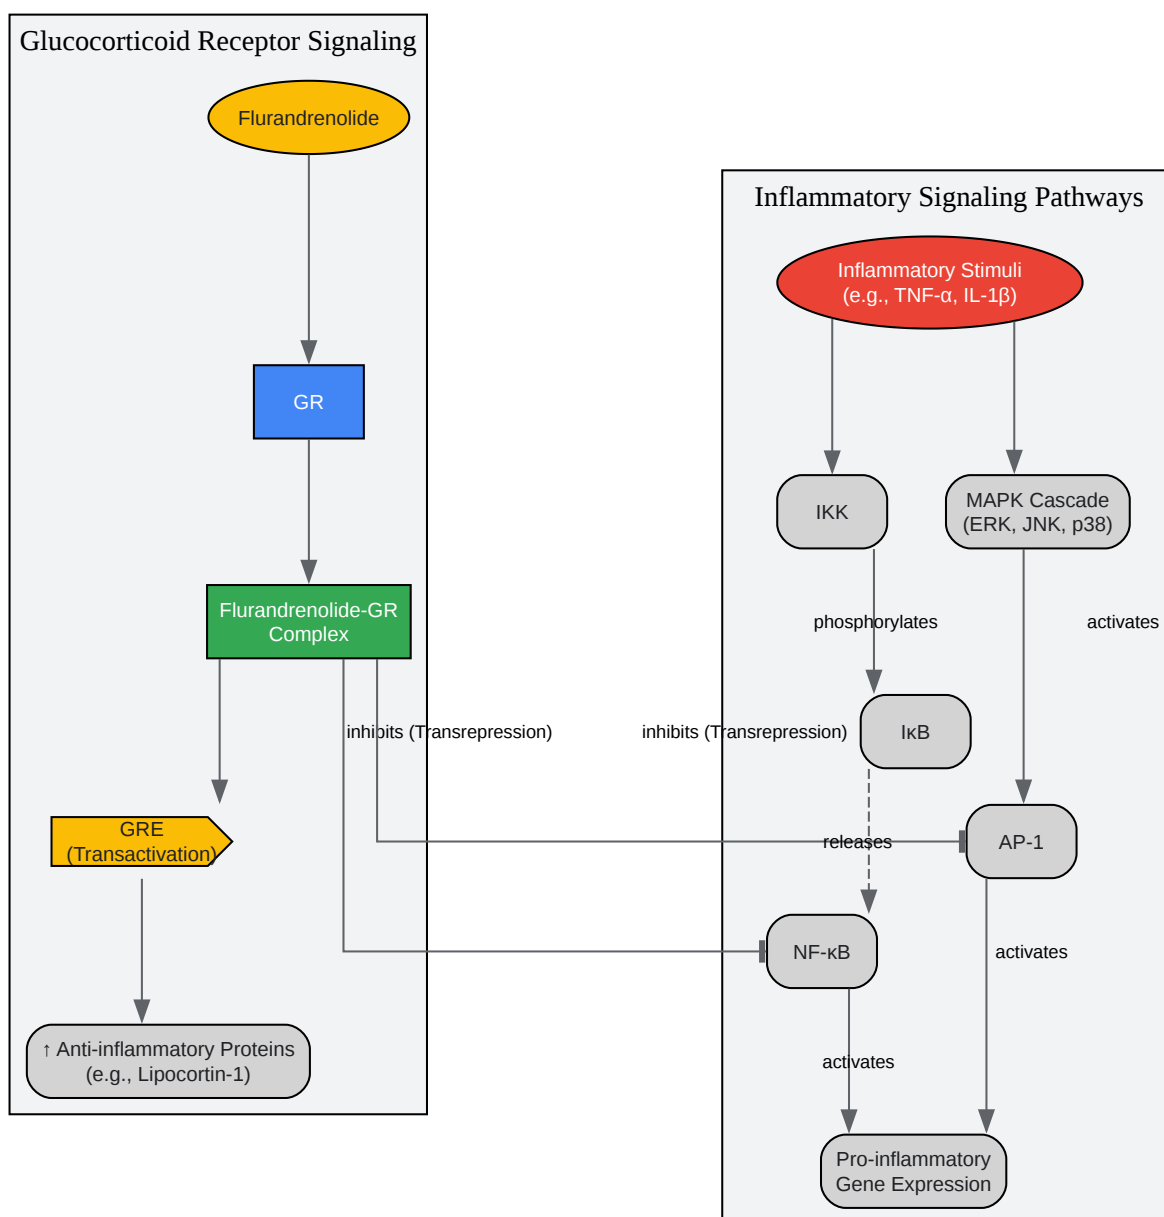 Glucocorticoid Receptor Signaling
Flurandrenolide
GR
Flurandrenolide-GR
Complex
inhibits (Transrepression)
inhibits (Transrepression)
GRE
(Transactivation)
↑ Anti-inflammatory Proteins
(e.g., Lipocortin-1)
Inflammatory Signaling Pathways
Inflammatory Stimuli
(e.g., TNF-α, IL-1β)
IKK
MAPK Cascade
(ERK, JNK, p38)
phosphorylates
activates
IκB
releases
AP-1
NF-κB
activates
activates
Pro-inflammatory
Gene Expression